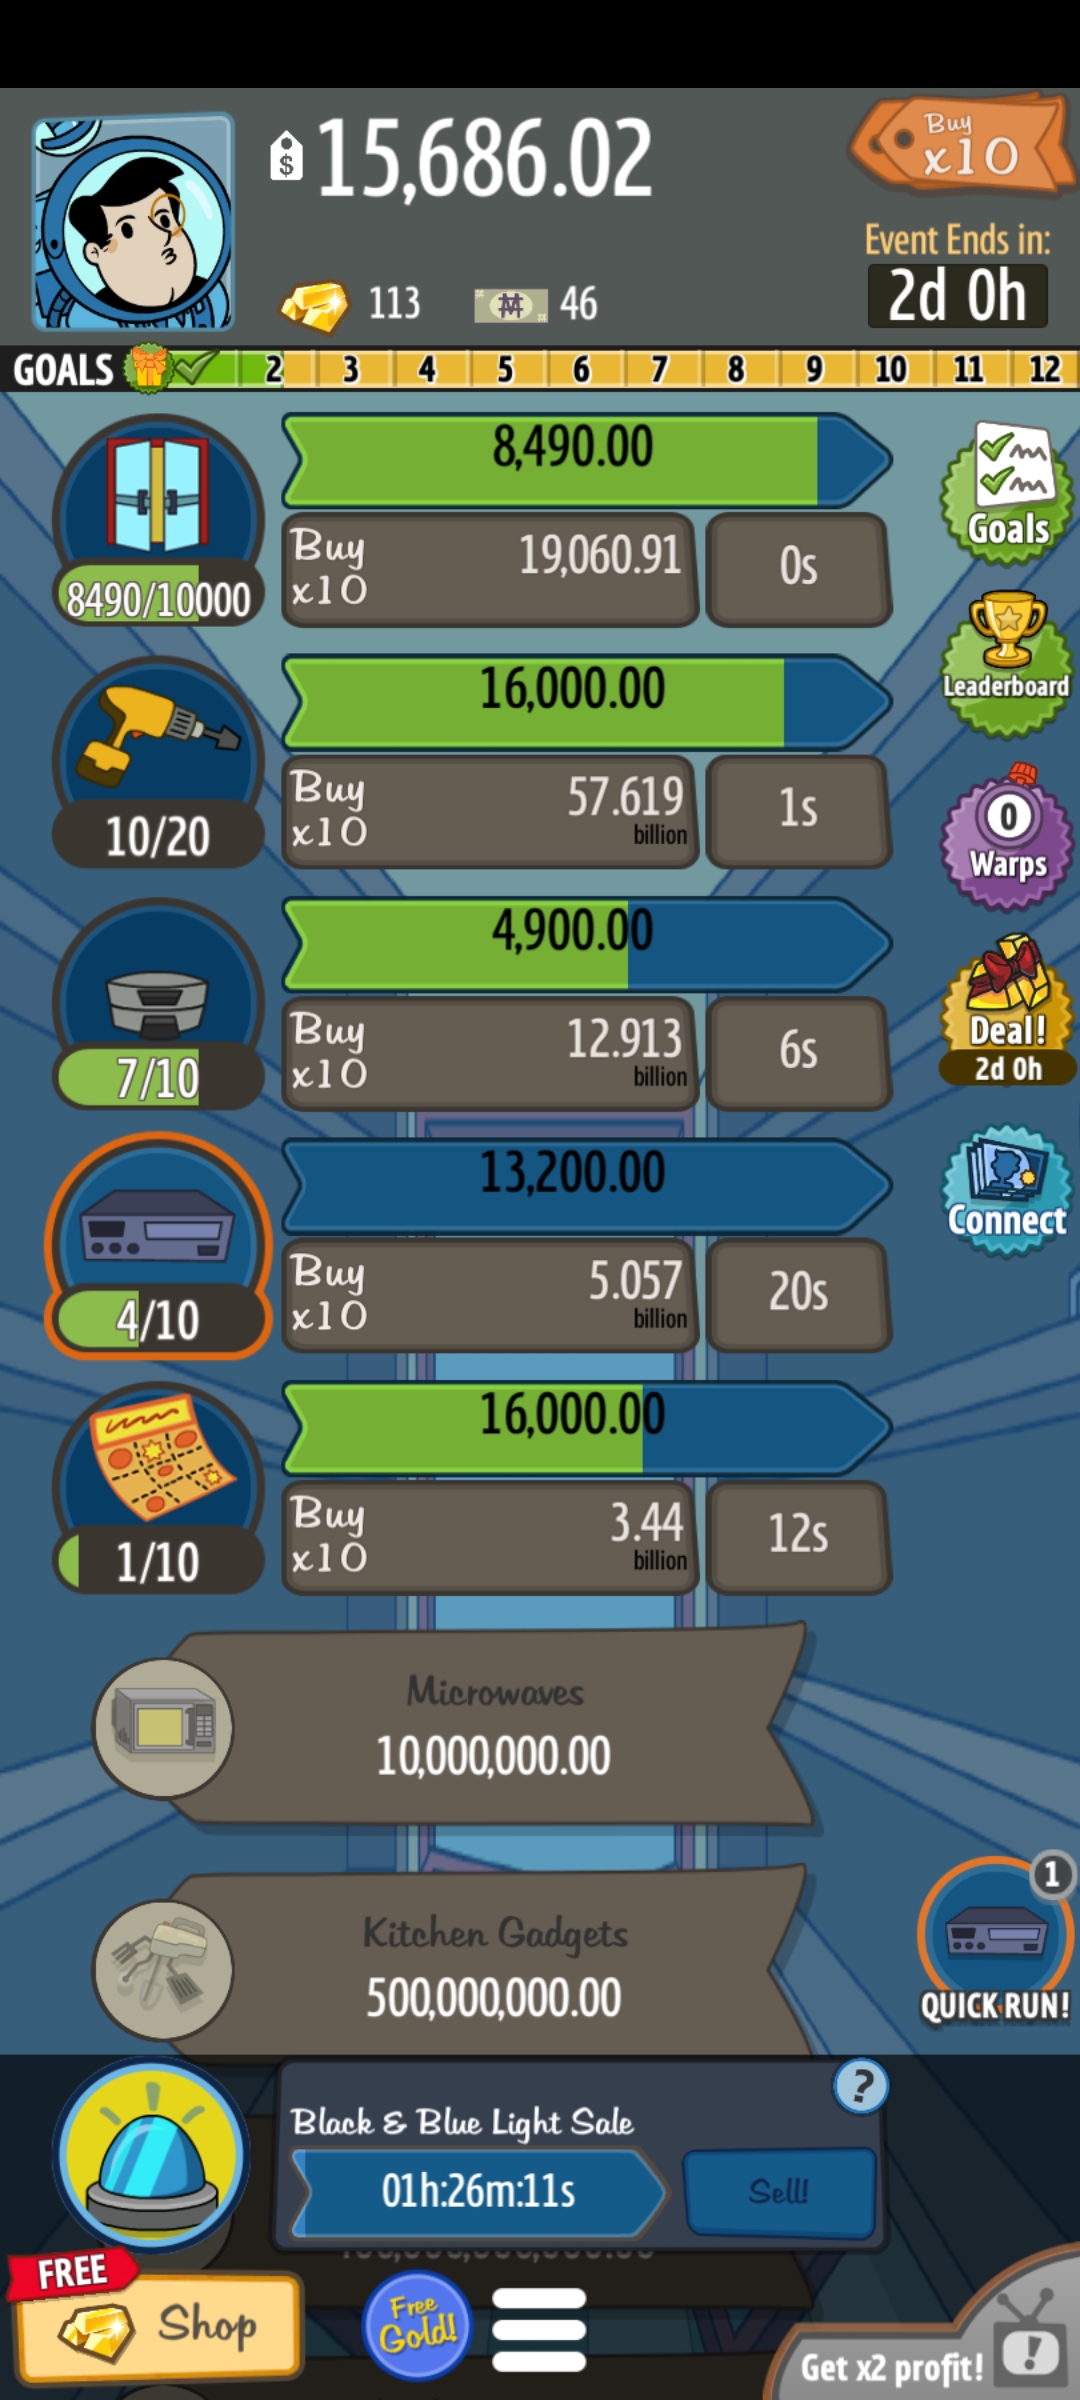 15,686.02
Buy
x10
113
46
Event Ends in:
2d 0h
GOALS 2 3 4 5 6 7 8 9 10 11 12
8,490.00
Buy
x10
19,060.91
0s
8490/10000
Goals
16,000.00
Buy
x10
57.619
billion
1s
10/20
Leaderboard
4,900.00
Buy
x10
12.913
billion
6s
7/10
0
Warps
Deal!
2d 0h
13,200.00
Buy
x10
5.057
billion
20s
4/10
Connect
16,000.00
Buy
x10
3.44
billion
12s
1/10
Microwaves
10,000,000.00
Kitchen Gadgets
500,000,000.00
1
QUICK RUN!
Black & Blue Light Sale
?
01h:26m:11s
Sell!
FREE
Shop
Free
Gold!
Get x2 profit!